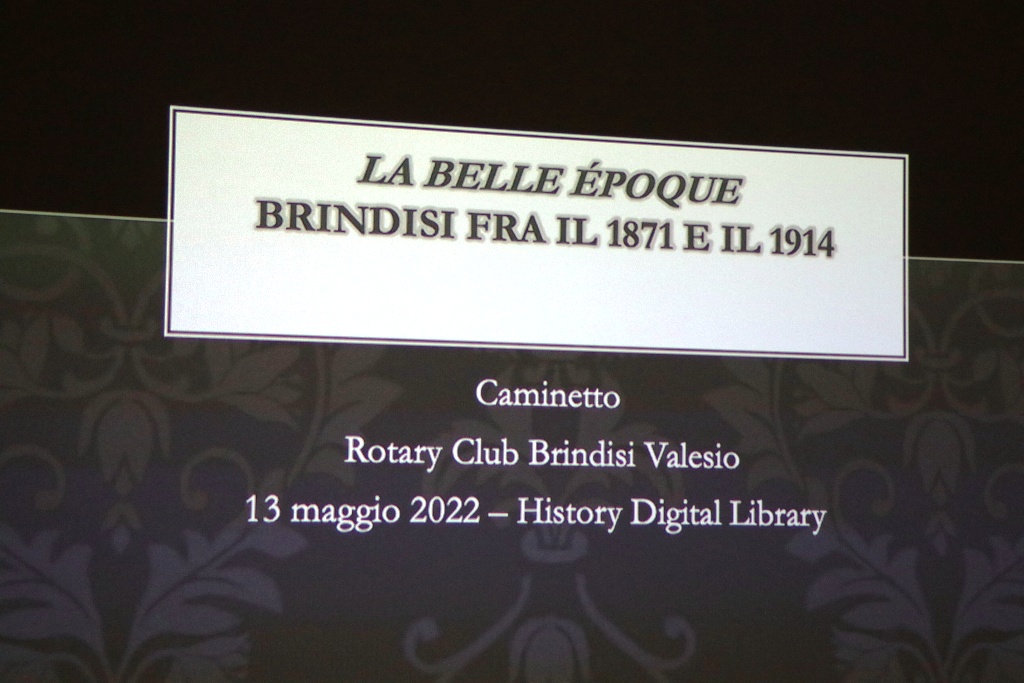 LA BELLE ÉPOQUE
BRINDISI FRA IL 1871 E IL 1914
Caminetto
Rotary Club Brindisi Valesio
13 maggio 2022 – History Digital Library